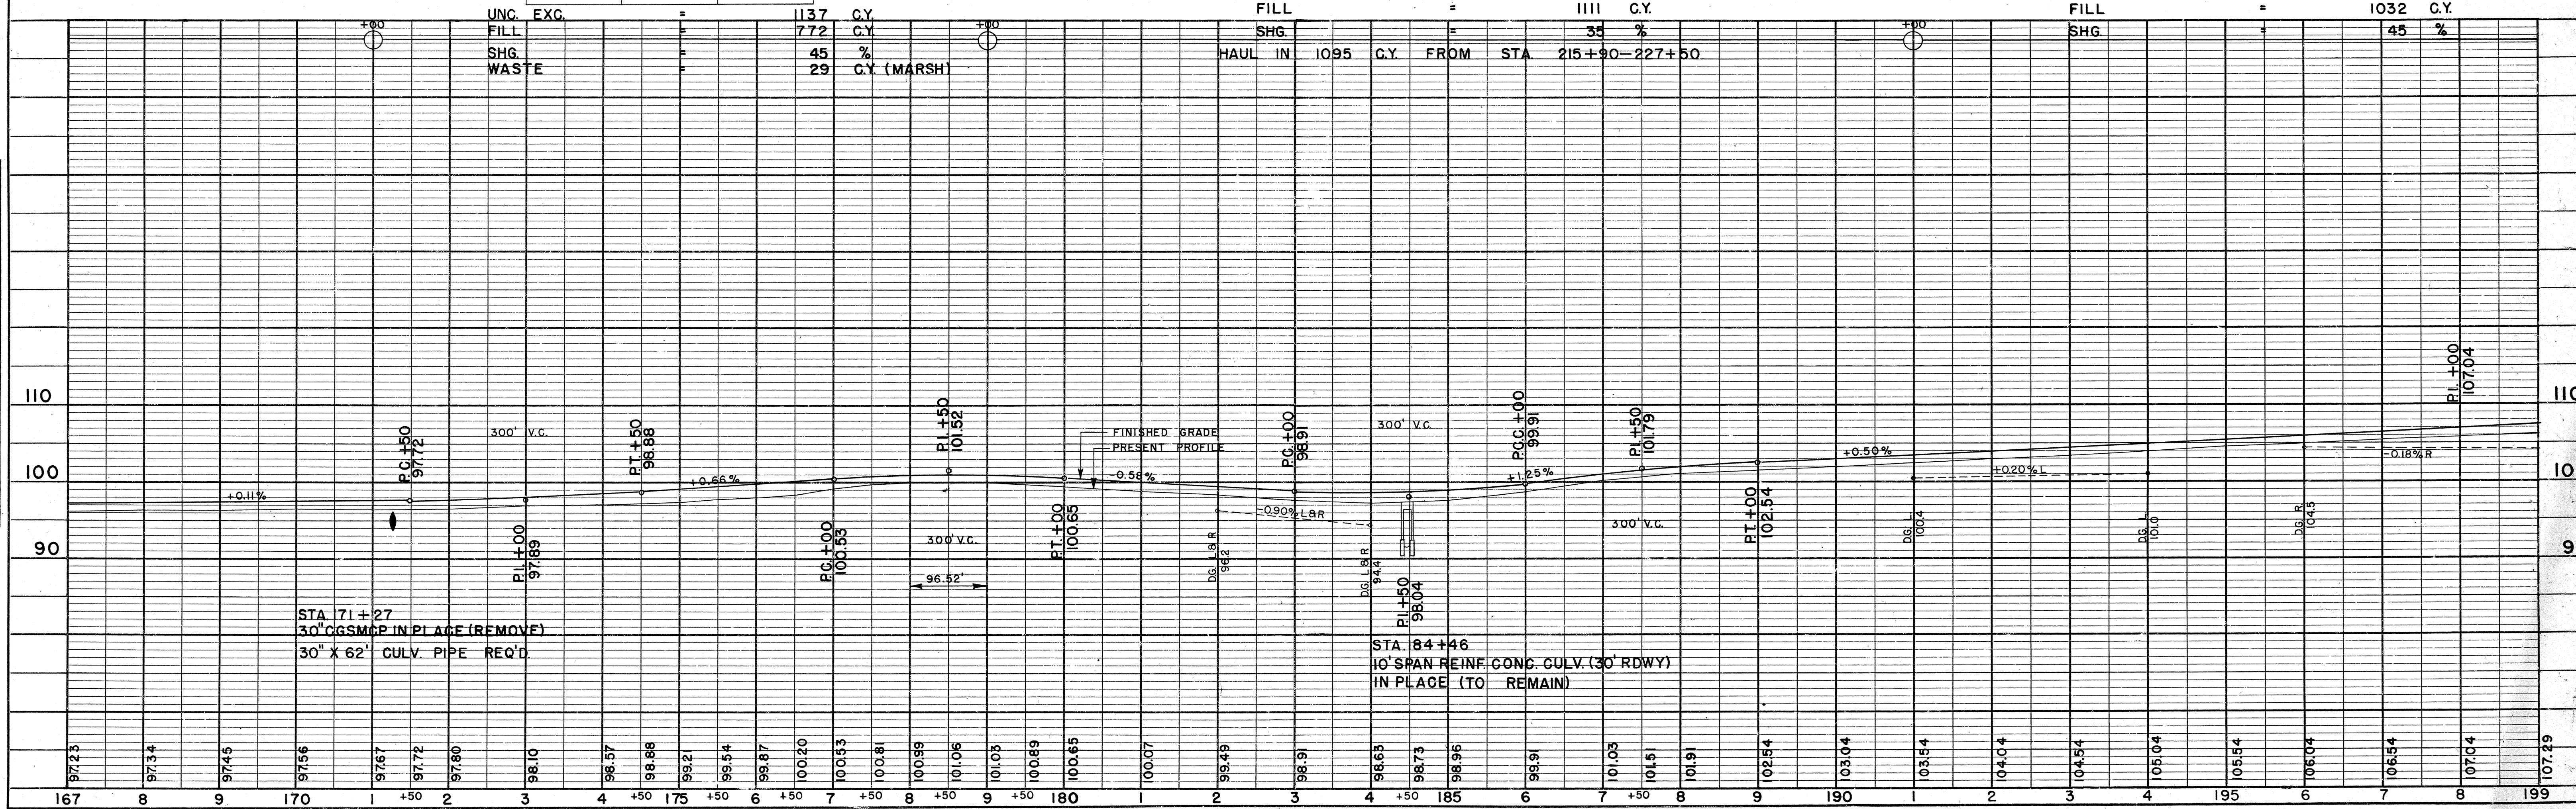 UNC. EXC. = 1137 C.Y.
FILL = 772 C.Y.
SHG. = 45 %
WASTE = 29 C.Y. (MARSH)
FILL = 1111 C.Y.
SHG. = 35 %
HAUL IN 1095 C.Y. FROM STA. 215+90-227+50
FILL = 1032 C.Y.
SHG. = 45 %
+00
+00
+00
110
100
90
110
10
9
+0.11%
P.C. +50
97.72
300' V.C.
P.I. +00
97.89
P.T. +50
98.88
+0.66%
P.C. +00
100.53
P.I. +50
101.52
300' V.C.
96.52'
P.T. +00
100.65
FINISHED GRADE
PRESENT PROFILE
-0.58%
D.G. L & R
96.2
-0.90% L&R
P.C. +00
98.91
300' V.C.
D.G. L & R
94.4
P.I. +50
98.04
P.C.C. +00
99.91
+1.25%
300' V.C.
P.I. +50
101.79
P.T. +00
102.54
+0.50%
D.G. L
100.4
+0.20% L
D.G. L
101.0
D.G. R
104.5
-0.18% R
P.I. +00
107.04
STA. 171+27
30" CGSMCP IN PLACE (REMOVE)
30" X 62' CULV. PIPE REQ'D.
STA. 184+46
10' SPAN REINF. CONC. CULV. (30' RDWY)
IN PLACE (TO REMAIN)
97.23 97.34 97.45 97.56 97.67 97.72 97.80 98.10 98.57 98.88 99.21 99.54 99.87 100.20 100.53 100.81 100.99 101.06 101.03 100.89 100.65 100.07 99.49 98.91 98.63 98.73 98.96 99.91 101.03 101.51 101.91 102.54 103.04 103.54 104.04 104.54 105.04 105.54 106.04 106.54 107.04 107.29
167 8 9 170 1 +50 2 3 4 +50 175 +50 6 +50 7 +50 8 +50 9 +50 180 1 2 3 4 +50 185 6 7 +50 8 9 190 1 2 3 4 195 6 7 8 199